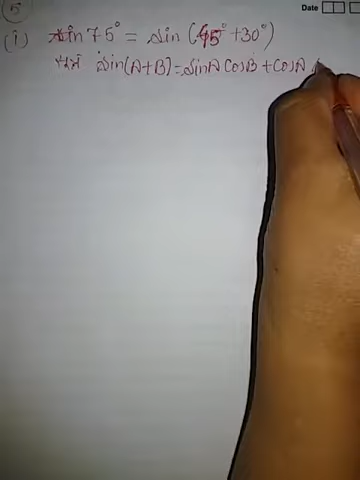 5
Date
(i) sin 75° = sin (45° + 30°)
sin(A+B) = sinA CosB + CosA